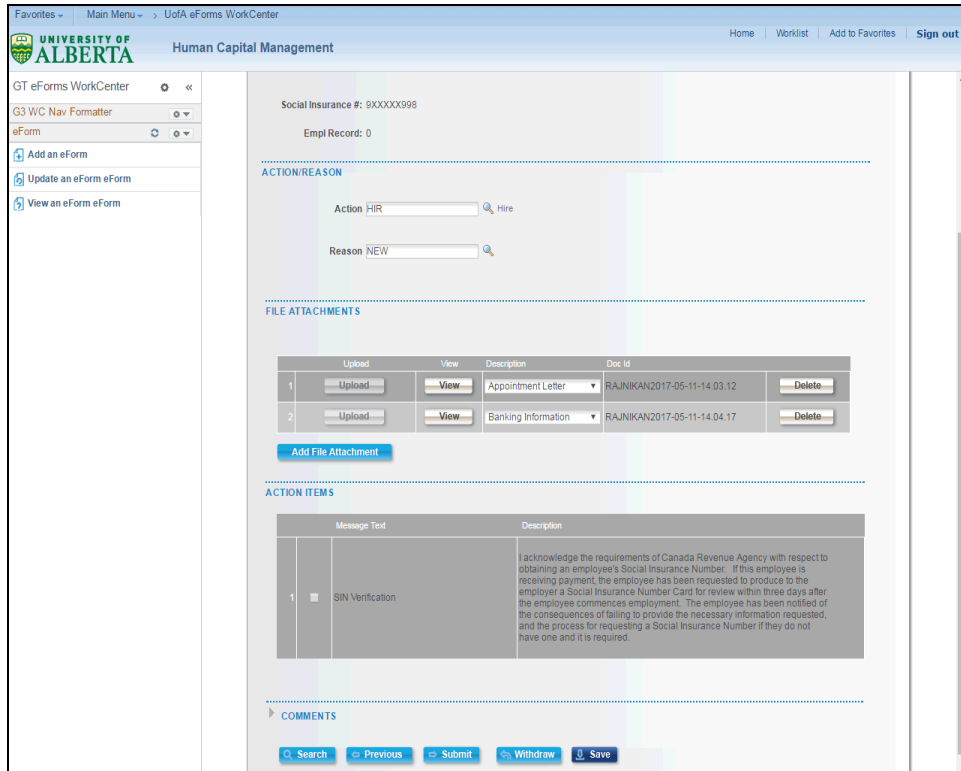 Favorites Main Menu > UofA eForms WorkCenter
UNIVERSITY OF
ALBERTA
Human Capital Management
Home Worklist Add to Favorites Sign out
GT eForms WorkCenter «
G3 WC Nav Formatter
eForm
Add an eForm
Update an eForm eForm
View an eForm eForm
Social Insurance #: 9XXXXX998
Empl Record: 0
ACTION/REASON
Action HIR Hire
Reason NEW
FILE ATTACHMENTS
Upload View Description Doc Id
1 Upload View Appointment Letter RAJNIKAN2017-05-11-14.03.12 Delete
2 Upload View Banking Information RAJNIKAN2017-05-11-14.04.17 Delete
Add File Attachment
ACTION ITEMS
Message Text Description
1 SIN Verification
I acknowledge the requirements of Canada Revenue Agency with respect to
obtaining an employee's Social Insurance Number. If this employee is
receiving payment, the employee has been requested to produce to the
employer a Social Insurance Number Card for review within three days after
the employee commences employment. The employee has been notified of
the consequences of failing to provide the necessary information requested,
and the process for requesting a Social Insurance Number if they do not
have one and it is required.
COMMENTS
Search Previous Submit Withdraw Save